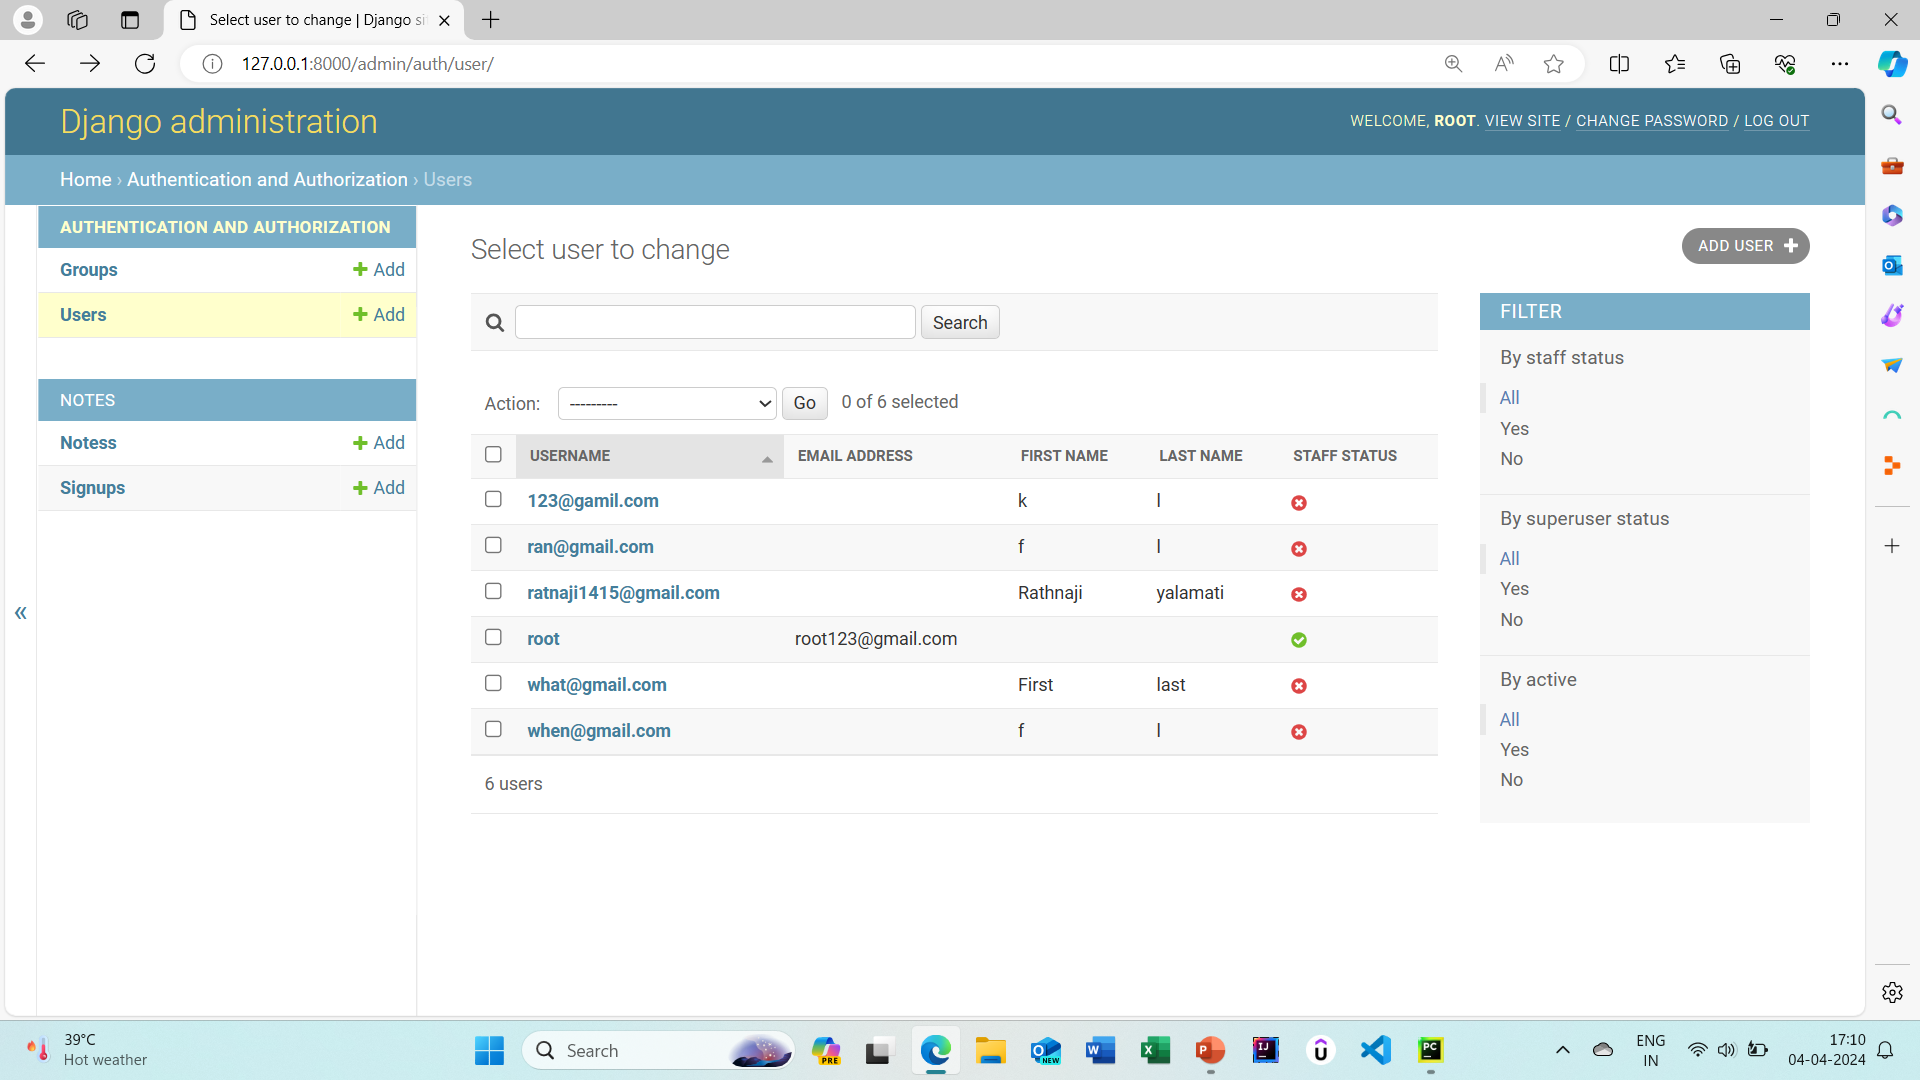 Select user to change | Django si
127.0.0.1:8000/admin/auth/user/
Django administration
WELCOME, ROOT. VIEW SITE / CHANGE PASSWORD / LOG OUT
Home › Authentication and Authorization › Users
AUTHENTICATION AND AUTHORIZATION
Groups + Add
Users + Add
NOTES
Notess + Add
Signups + Add
«
Select user to change
ADD USER +
Search
Action: --------- Go 0 of 6 selected
USERNAME EMAIL ADDRESS FIRST NAME LAST NAME STAFF STATUS
123@gamil.com k l
ran@gmail.com f l
ratnaji1415@gmail.com Rathnaji yalamati
root root123@gmail.com
what@gmail.com First last
when@gmail.com f l
6 users
FILTER
By staff status
All
Yes
No
By superuser status
All
Yes
No
By active
All
Yes
No
39°C
Hot weather
Search
PRE
NEW
ENG
IN
17:10
04-04-2024